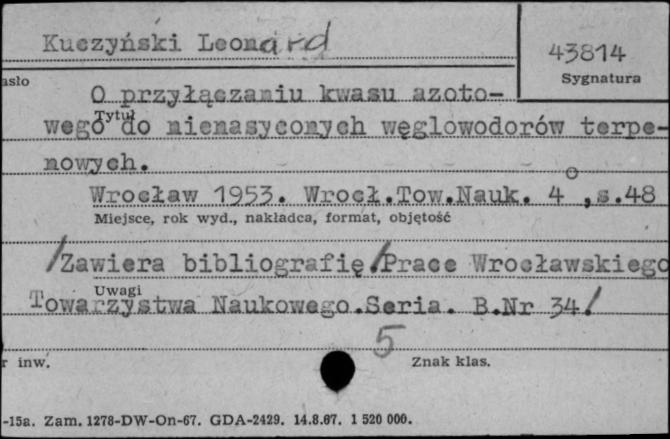 Kuczyński Leonard
43814
asło
Sygnatura
O przyłączaniu kwasu azoto-
Tytuł
wego do nienasyconych węglowodorów terpe-
nowych.
Wrocław 1953. Wrocł.Tow.Nauk. 4°,s.48
Miejsce, rok wyd., nakładca, format, objętość
/Zawiera bibliografię/Prace Wrocławskiego
Uwagi
Towarzystwa Naukowego.Seria. B.Nr 34/
5
r inw.
Znak klas.
-15a. Zam. 1278-DW-On-67. GDA-2429. 14.8.67. 1 520 000.